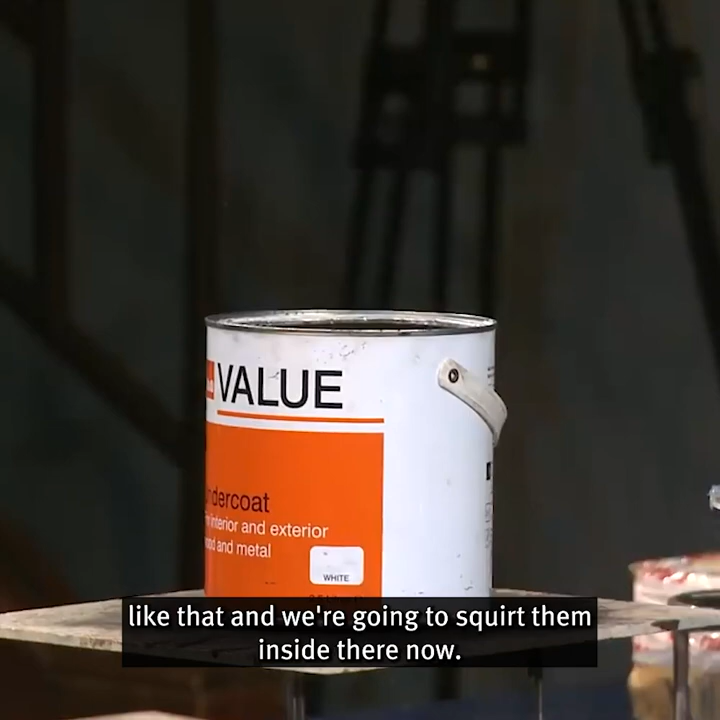 VALUE
ndercoat
interior and exterior
and metal
WHITE
like that and we're going to squirt them
inside there now.